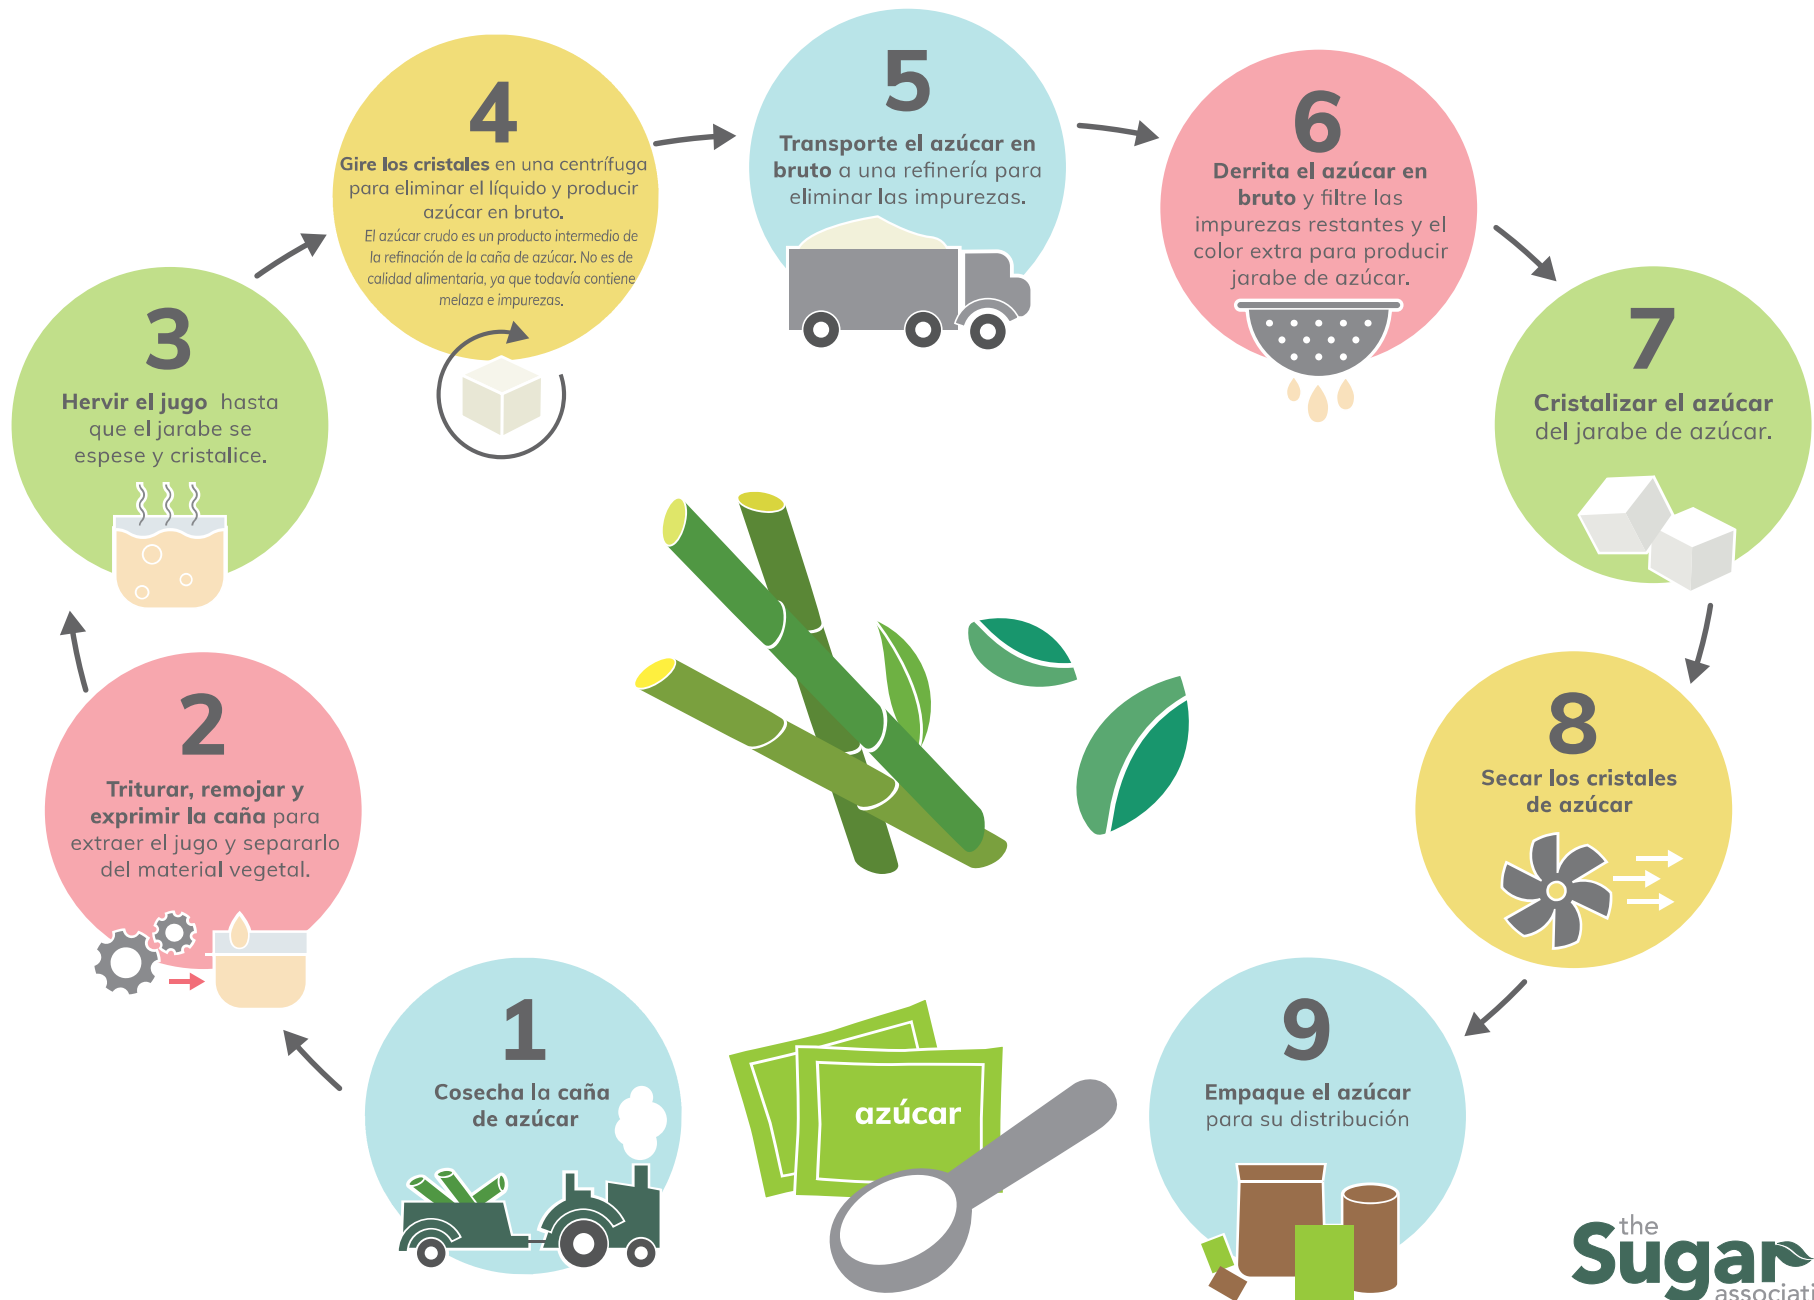 1
Cosecha la caña
de azúcar
2
Triturar, remojar y
exprimir la caña para
extraer el jugo y separarlo
del material vegetal.
3
Hervir el jugo hasta
que el jarabe se
espese y cristalice.
4
Gire los cristales en una centrífuga
para eliminar el líquido y producir
azúcar en bruto.
El azúcar crudo es un producto intermedio de
la refinación de la caña de azúcar. No es de
calidad alimentaria, ya que todavía contiene
melaza e impurezas.
5
Transporte el azúcar en
bruto a una refinería para
eliminar las impurezas.
6
Derrita el azúcar en
bruto y filtre las
impurezas restantes y el
color extra para producir
jarabe de azúcar.
7
Cristalizar el azúcar
del jarabe de azúcar.
8
Secar los cristales
de azúcar
9
Empaque el azúcar
para su distribución
azúcar
the
Sugar